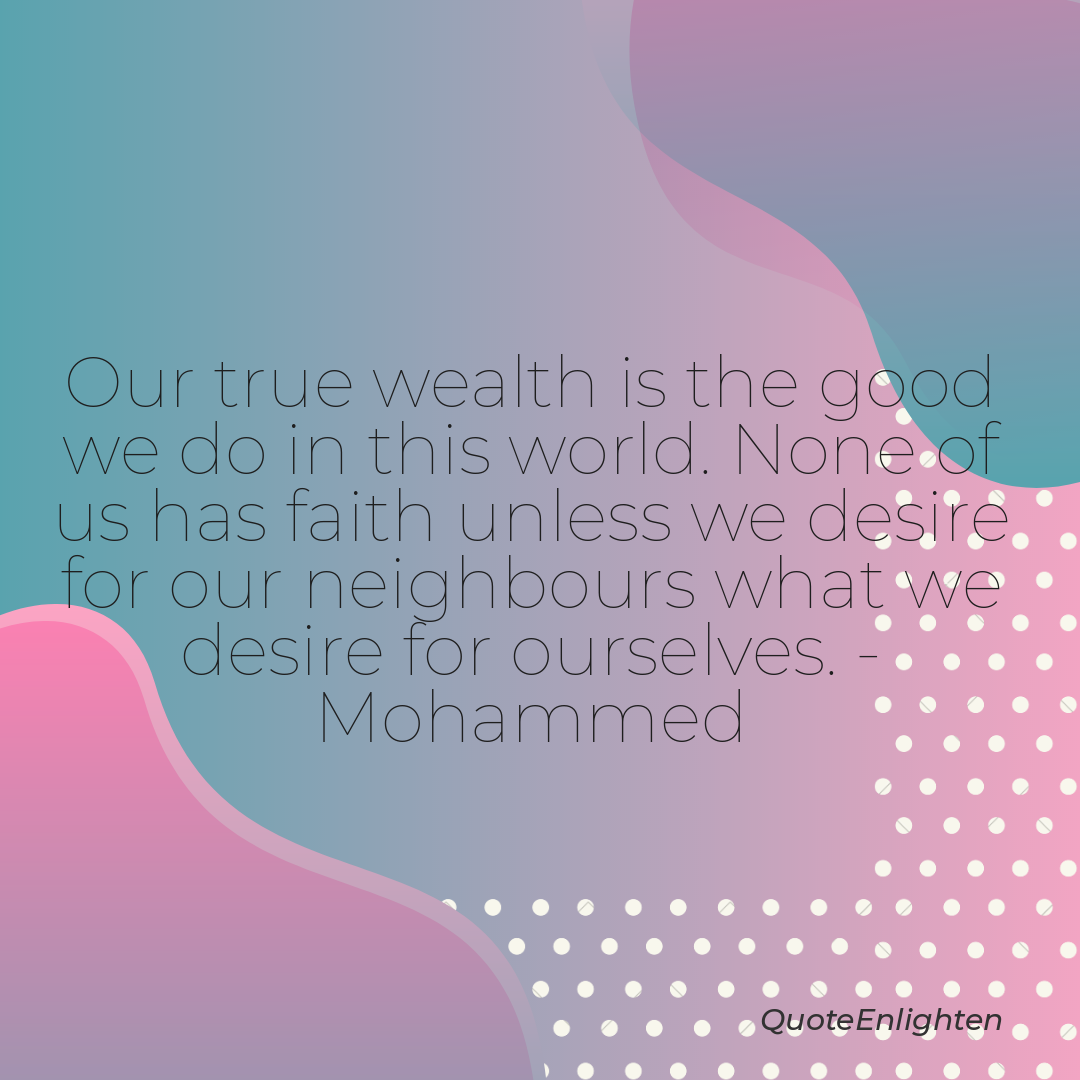 Our true wealth is the good
we do in this world. None of
us has faith unless we desire
for our neighbours what we
desire for ourselves. -
Mohammed
QuoteEnlighten